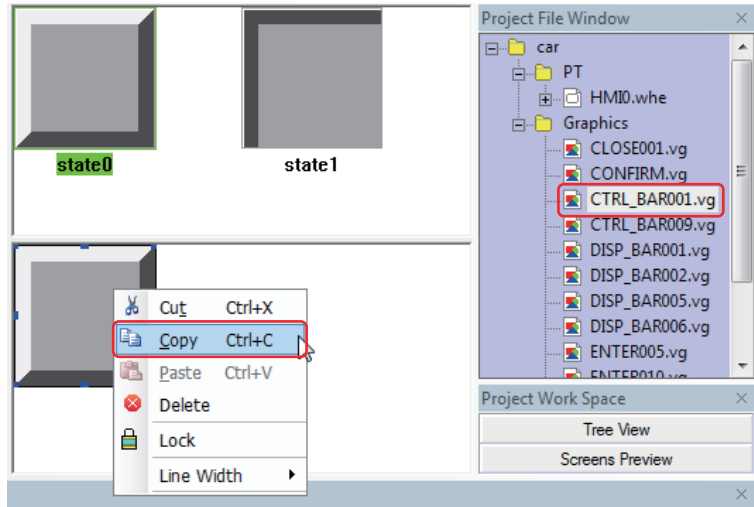 state0
state1
Cut Ctrl+X
Copy Ctrl+C
Paste Ctrl+V
Delete
Lock
Line Width
Project File Window
car
PT
HMI0.whe
Graphics
CLOSE001.vg
CONFIRM.vg
CTRL_BAR001.vg
CTRL_BAR009.vg
DISP_BAR001.vg
DISP_BAR002.vg
DISP_BAR005.vg
DISP_BAR006.vg
ENTER005.vg
ENTER010.vg
Project Work Space
Tree View
Screens Preview